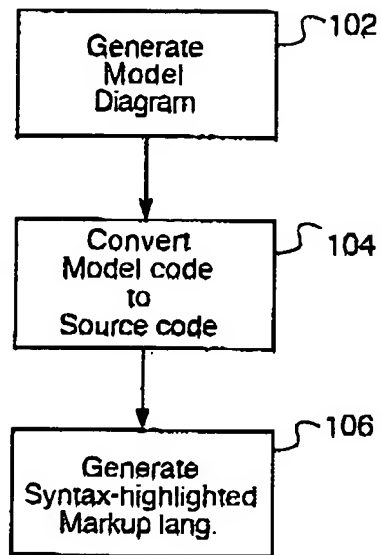 102
Generate
Model
Diagram
104
Convert
Model code
to
Source code
106
Generate
Syntax-highlighted
Markup lang.